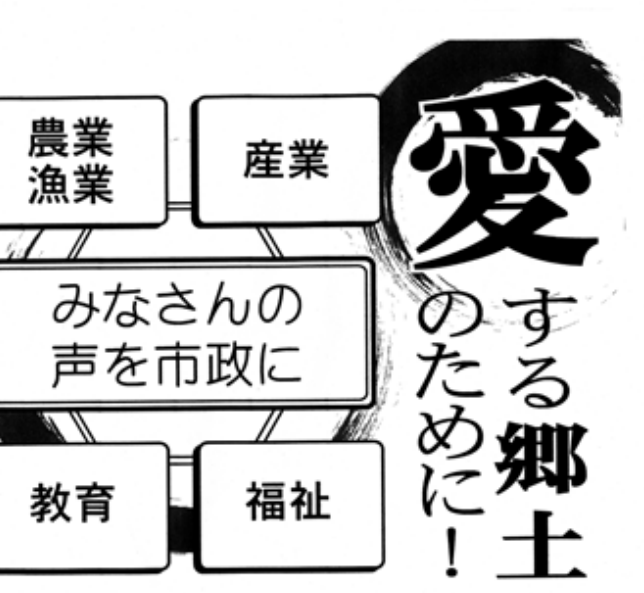 愛する郷土
のために！
産業
農業
漁業
みなさんの
声を市政に
福祉
教育